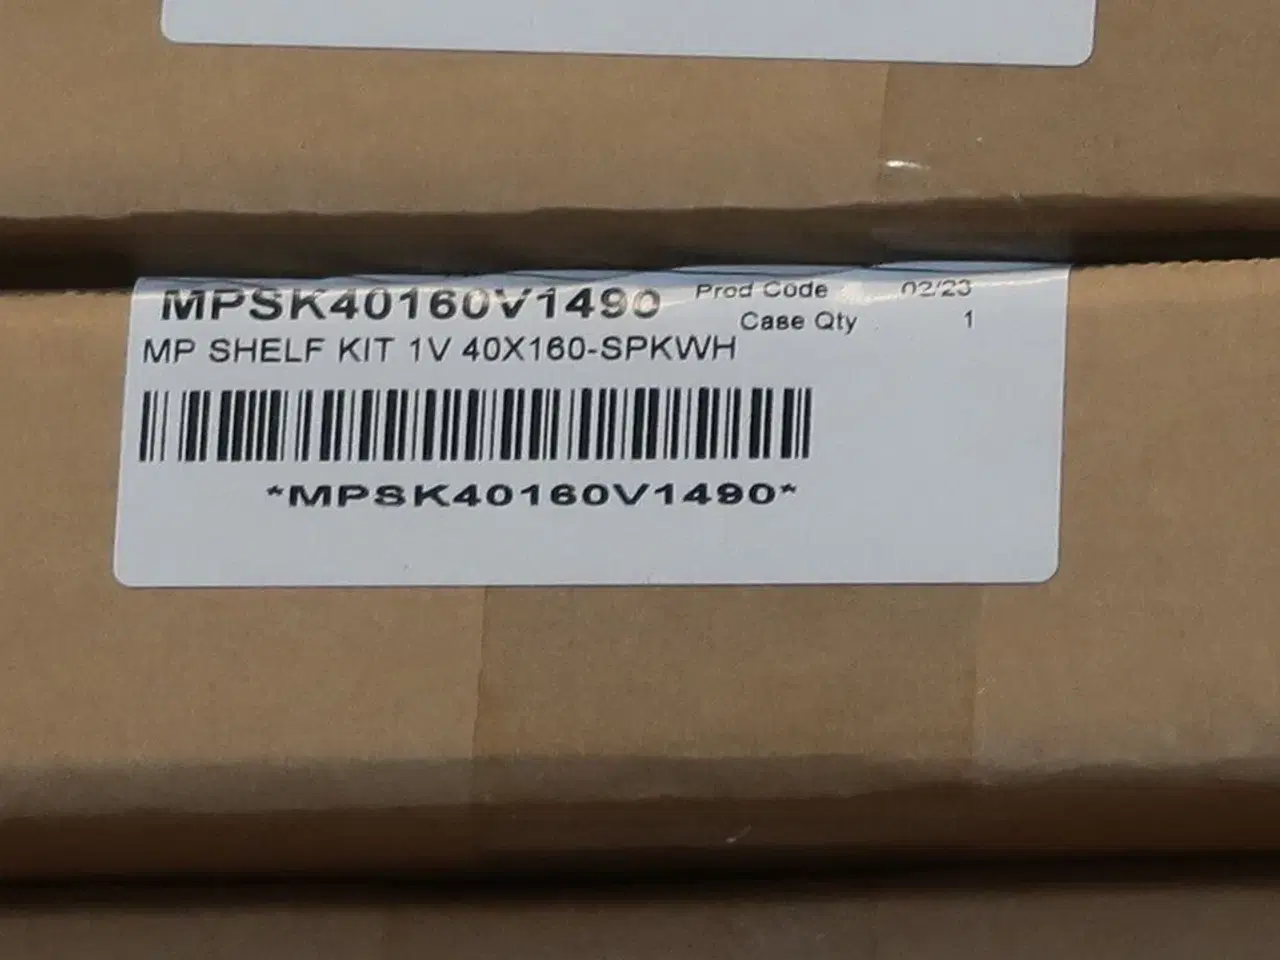 MPSK40160V1490 Prod Code 02/23
Case Qty 1
MP SHELF KIT 1V 40X160-SPKWH
*MPSK40160V1490*